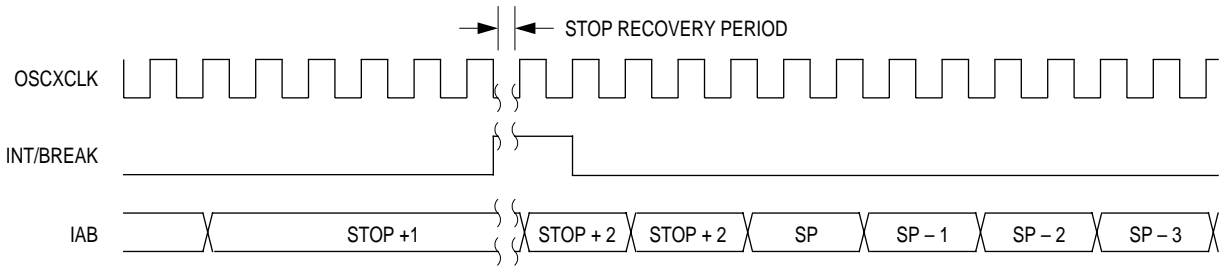 STOP RECOVERY PERIOD
OSCXCLK
INT/BREAK
IAB STOP +1 STOP + 2 STOP + 2 SP SP – 1 SP – 2 SP – 3